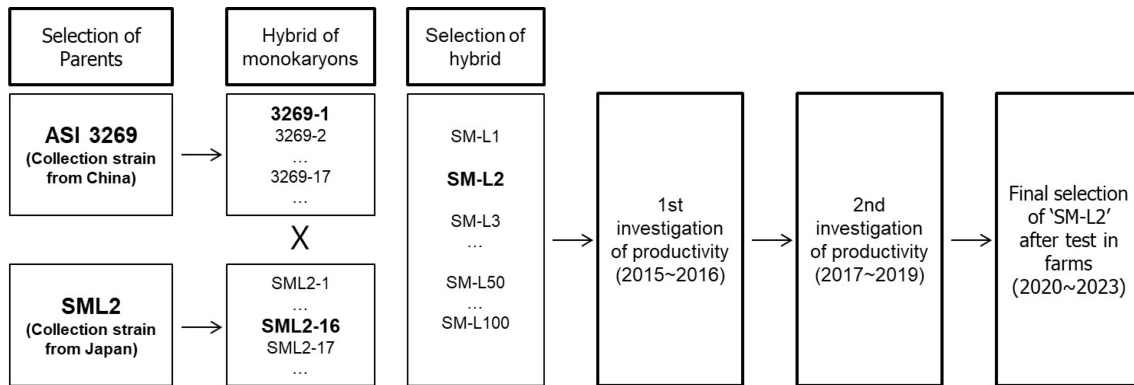 Selection of
Parents
Hybrid of
monokaryons
Selection of
hybrid
ASI 3269
(Collection strain
from China)
3269-1
3269-2
…
3269-17
…
X
SML2
(Collection strain
from Japan)
SML2-1
…
SML2-16
SML2-17
…
SM-L1
SM-L2
SM-L3
…
SM-L50
…
SM-L100
1st
investigation
of productivity
(2015~2016)
2nd
investigation
of productivity
(2017~2019)
Final selection
of ‘SM-L2’
after test in
farms
(2020~2023)